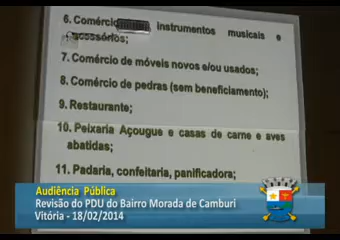 6. Comércio instrumentos musicais e
acessórios;
7. Comércio de móveis novos e/ou usados;
8. Comércio de pedras (sem beneficiamento);
9. Restaurante;
10. Peixaria Açougue e casas de carne e aves
abatidas;
11. Padaria, confeitaria, panificadora;
Audiência Pública
Revisão do PDU do Bairro Morada de Camburi
Vitória - 18/02/2014